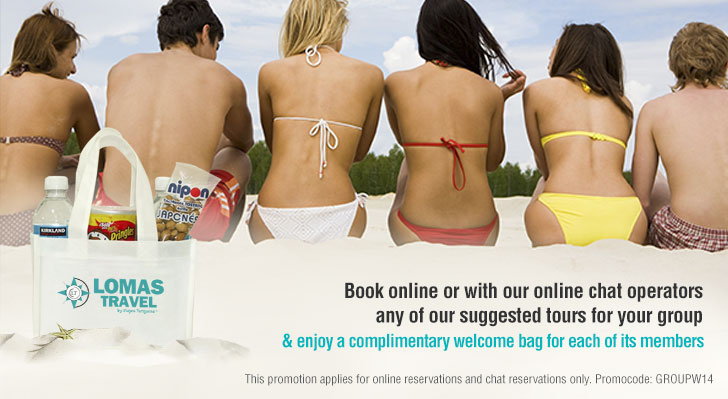 KIRKLAND
Pringles
nipon
JAPONÉS
LOMAS
TRAVEL
Book online or with our online chat operators
any of our suggested tours for your group
& enjoy a complimentary welcome bag for each of its members
This promotion applies for online reservations and chat reservations only. Promocode: GROUPW14